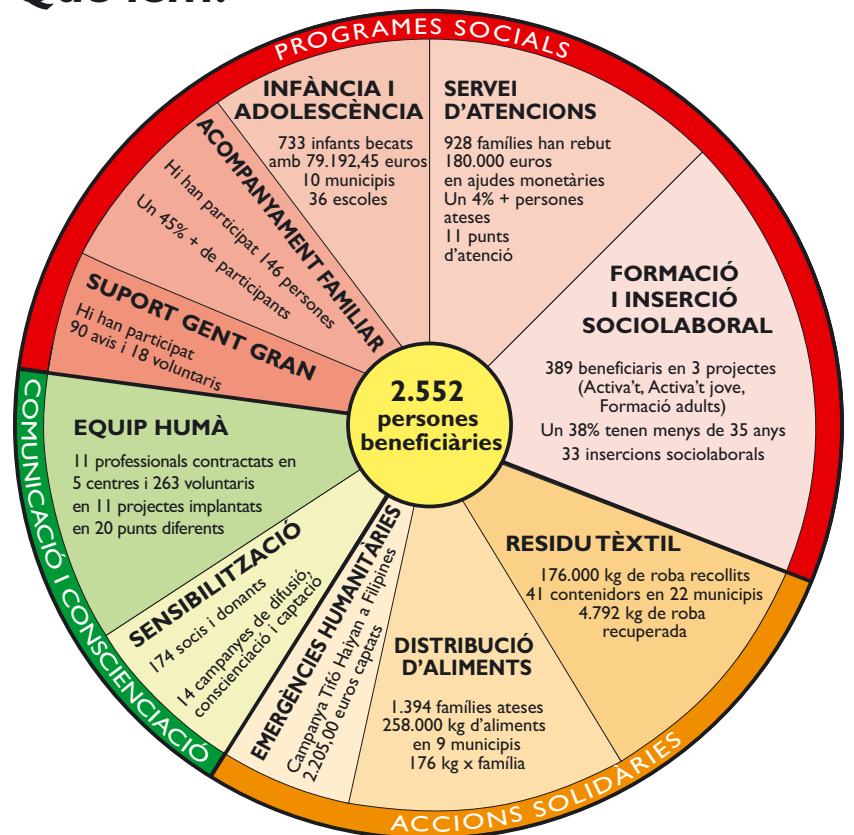 Què fem?
PROGRAMES SOCIALS
INFÀNCIA I
ADOLESCÈNCIA
733 infants becats
amb 79.192,45 euros
10 municipis
36 escoles
SERVEI
D'ATENCIONS
928 famílies han rebut
180.000 euros
en ajudes monetàries
Un 4% + persones
ateses
11 punts
d'atenció
FORMACIÓ
I INSERCIÓ
SOCIOLABORAL
389 beneficiaris en 3 projectes
(Activa't, Activa't jove,
Formació adults)
Un 38% tenen menys de 35 anys
33 insercions sociolaborals
ACOMPANYAMENT FAMILIAR
Hi han participat 146 persones
Un 45% + de participants
SUPORT GENT GRAN
Hi han participat
90 avis i 18 voluntaris
2.552
persones
beneficiàries
COMUNICACIÓ I CONSCIENCIACIÓ
EQUIP HUMÀ
11 professionals contractats en
5 centres i 263 voluntaris
en 11 projectes implantats
en 20 punts diferents
SENSIBILITZACIÓ
174 socis i donants
14 campanyes de difusió,
conscienciació i captació
EMERGÈNCIES HUMANITÀRIES
Campanya Tifó Haiyan a Filipines
2.205,00 euros captats
DISTRIBUCIÓ
D'ALIMENTS
1.394 famílies ateses
258.000 kg d'aliments
en 9 municipis
176 kg x família
RESIDU TÈXTIL
176.000 kg de roba recollits
41 contenidors en 22 municipis
4.792 kg de roba
recuperada
ACCIONS SOLIDÀRIES